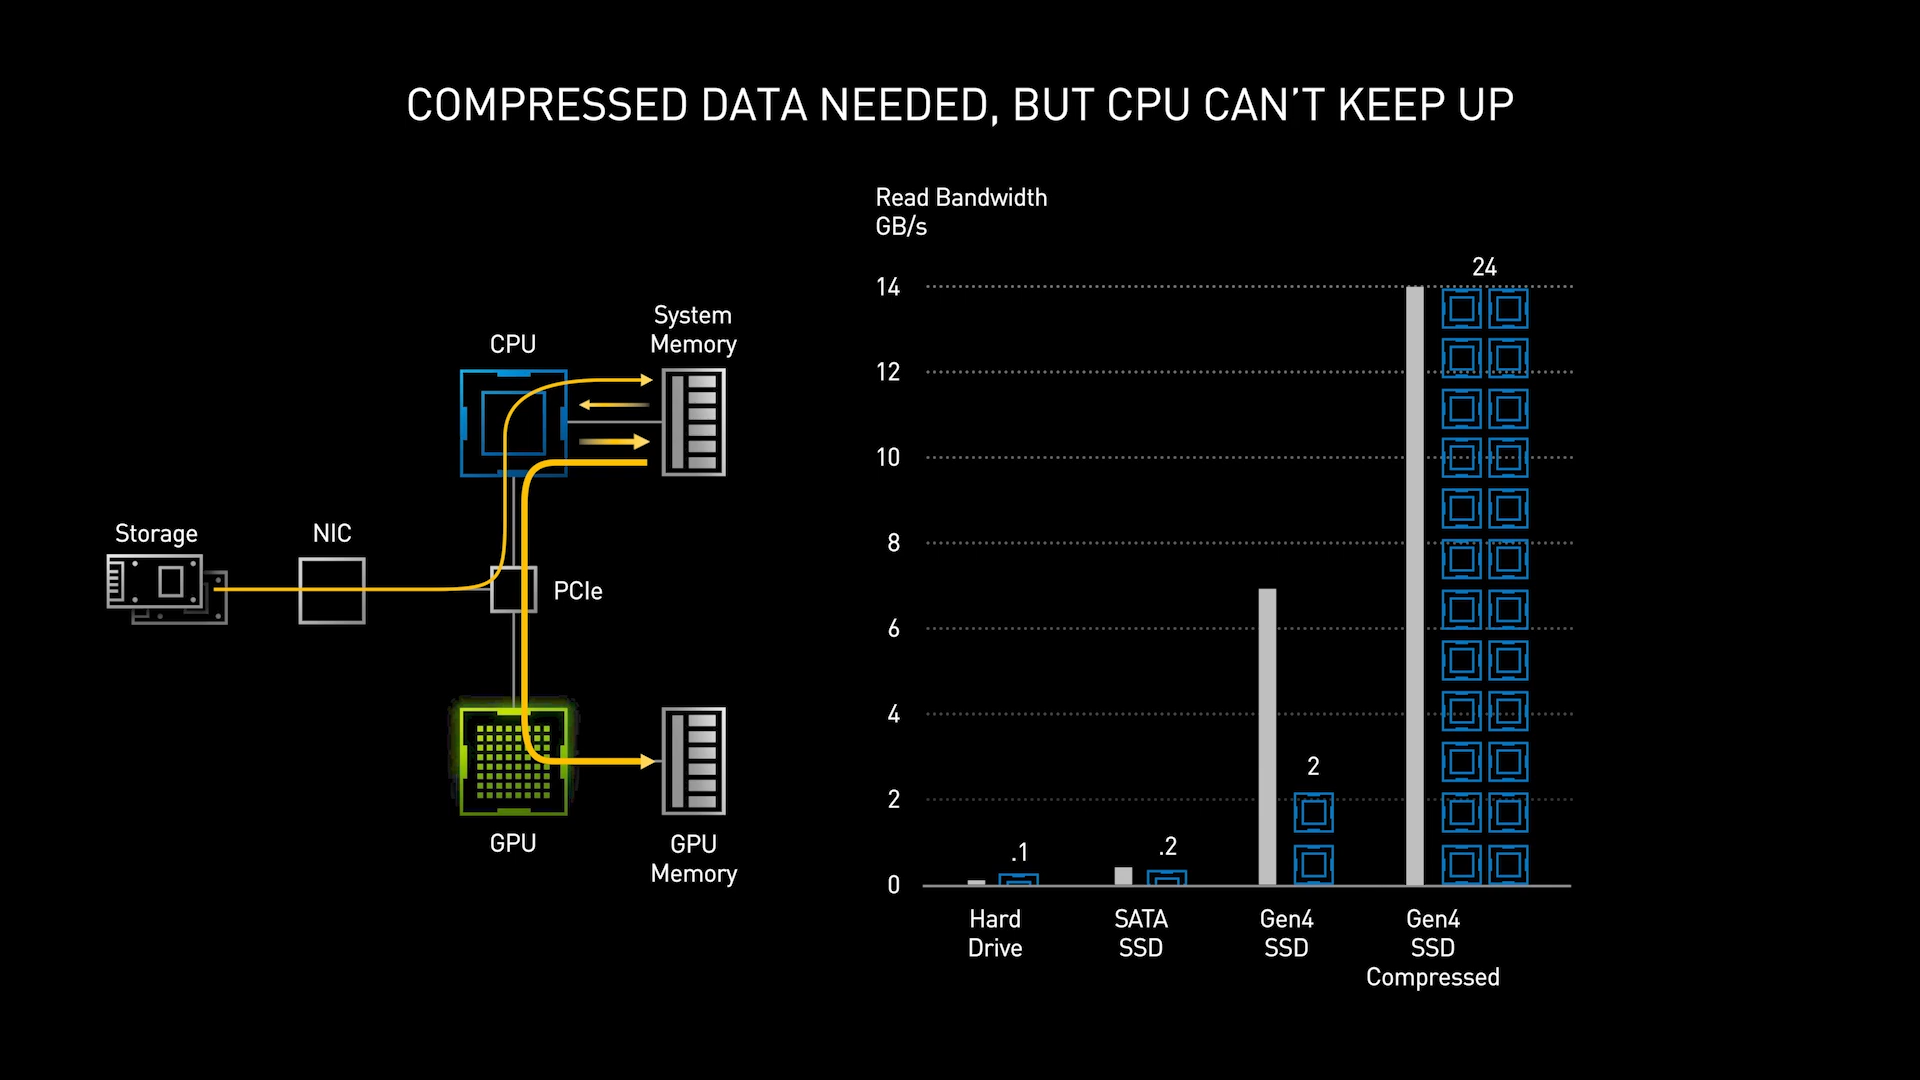 COMPRESSED DATA NEEDED, BUT CPU CAN'T KEEP UP
CPU
System
Memory
Storage
NIC
PCIe
GPU
GPU
Memory
Read Bandwidth
GB/s
14
12
10
8
6
4
2
0
.1
.2
2
24
Hard
Drive
SATA
SSD
Gen4
SSD
Gen4
SSD
Compressed